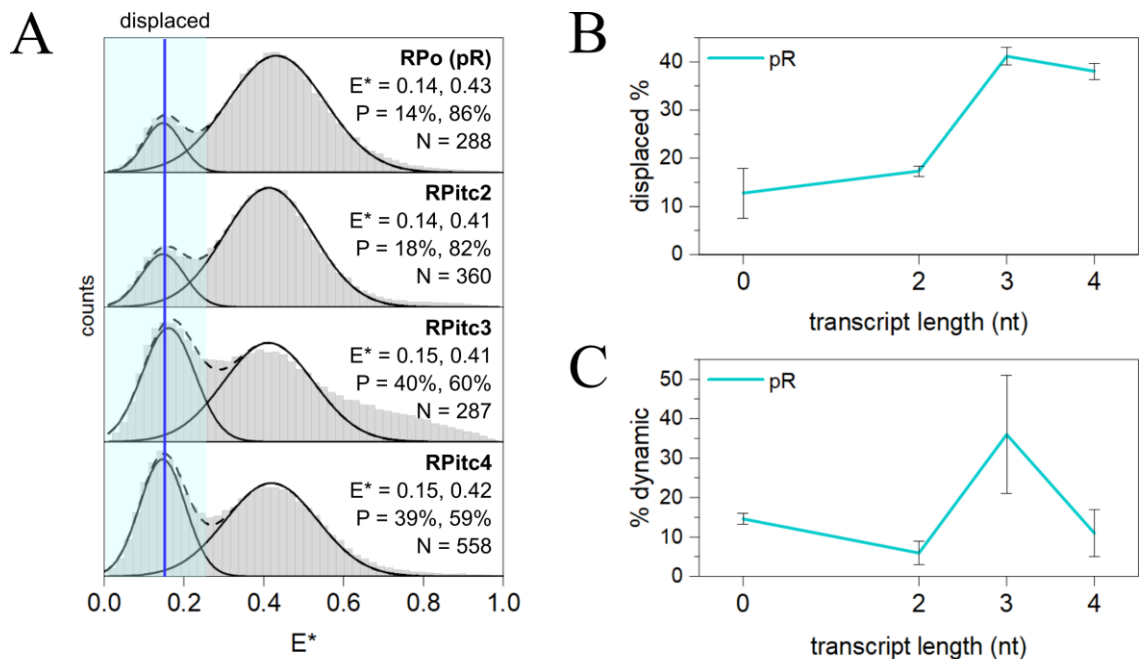 A
displaced
RPo (pR)
E* = 0.14, 0.43
P = 14%, 86%
N = 288
RPitc2
E* = 0.14, 0.41
P = 18%, 82%
N = 360
RPitc3
E* = 0.15, 0.41
P = 40%, 60%
N = 287
RPitc4
E* = 0.15, 0.42
P = 39%, 59%
N = 558
counts
0.0 0.2 0.4 0.6 0.8 1.0
E*
B
pR
displaced %
40
30
20
10
0
0 2 3 4
transcript length (nt)
C
pR
% dynamic
50
40
30
20
10
0
0 2 3 4
transcript length (nt)